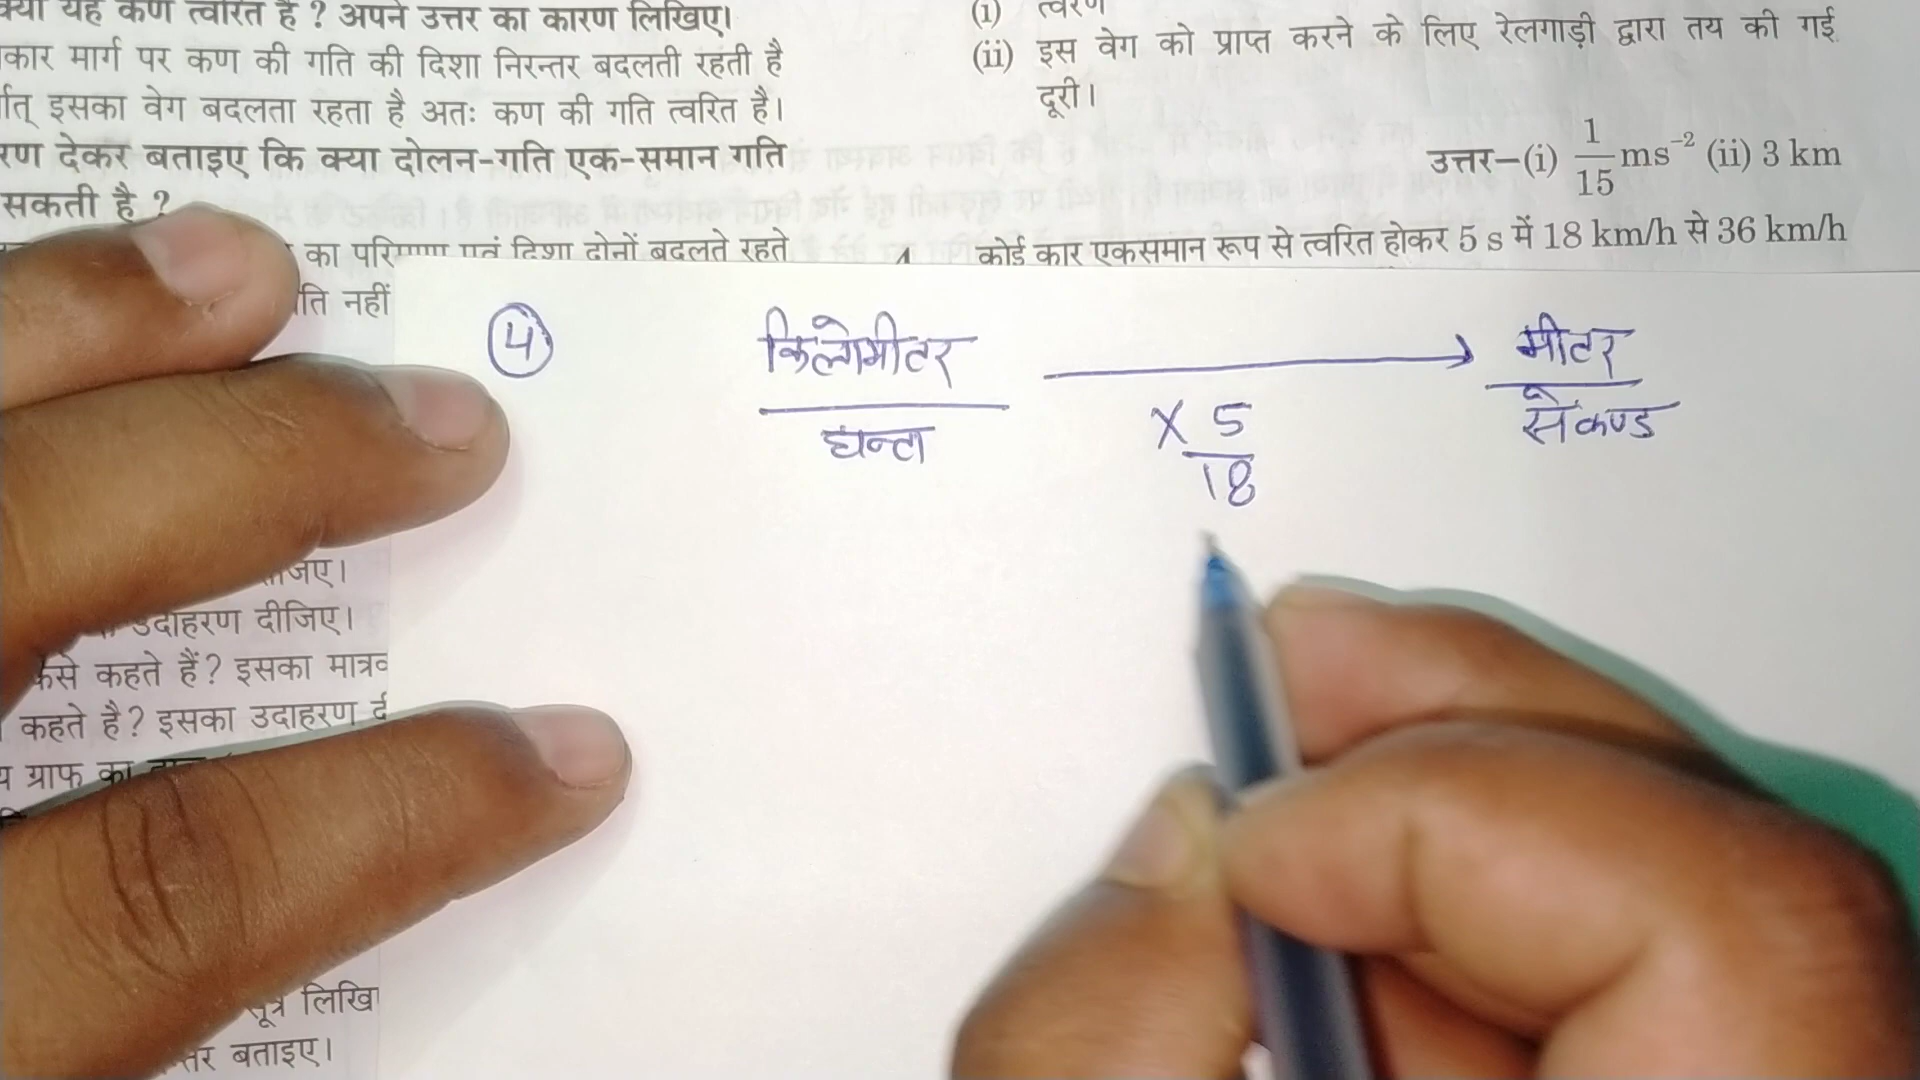 यह कण त्वरित है ? अपने उत्तर का कारण लिखिए।
मार्ग पर कण की गति की दिशा निरन्तर बदलती रहती है
इसका वेग बदलता रहता है अतः कण की गति त्वरित है।
देकर बताइए कि क्या दोलन-गति एक-समान गति
सकती है ?
का परिमाण एवं दिशा दोनों बदलते रहते
नहीं
उदाहरण दीजिए।
कहते हैं? इसका
कहते है? इसका उदाहरण
ग्राफ का
सूत्र
बताइए।
(i) त्वरण
(ii) इस वेग को प्राप्त करने के लिए रेलगाड़ी द्वारा तय की गई
दूरी।
उत्तर–(i) 1/15 ms⁻² (ii) 3 km
कोई कार एकसमान रूप से त्वरित होकर 5 s में 18 km/h से 36 km/h
4
किलोमीटर → मीटर
घन्टा × 5/18 सेकण्ड